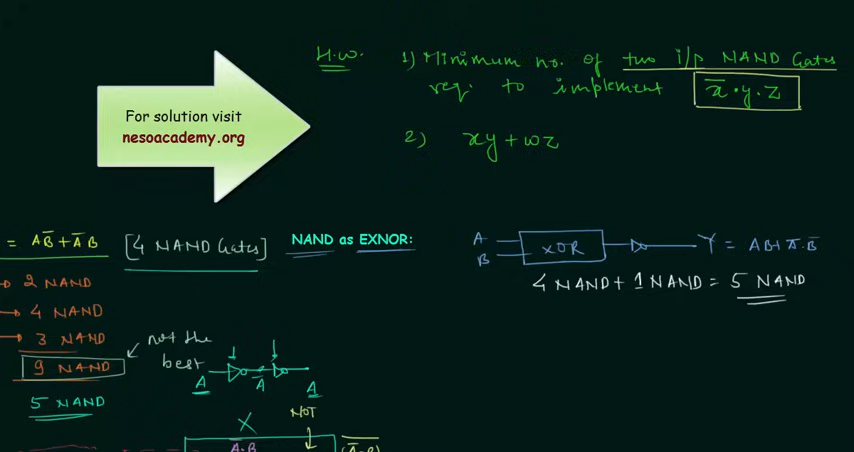 H.W. 1) Minimum no. of two i/p NAND Gates
req. to implement x̅·y·z
For solution visit
nesoacademy.org
2) xy + wz
= AB̅ + A̅B [4 NAND Gates] NAND as EXNOR:
A
B
XOR
Y = AB + A̅.B̅
→ 2 NAND
4 NAND + 1 NAND = 5 NAND
→ 4 NAND
→ 3 NAND
not the
best
9 NAND
A A̅ A
5 NAND
X
NOT